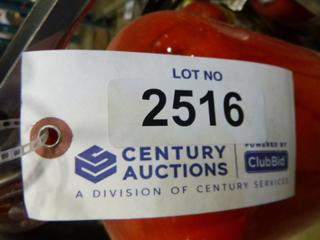 LOT NO
2516
CENTURY POWERED BY
AUCTIONS ClubBid
A DIVISION OF CENTURY SERVICES